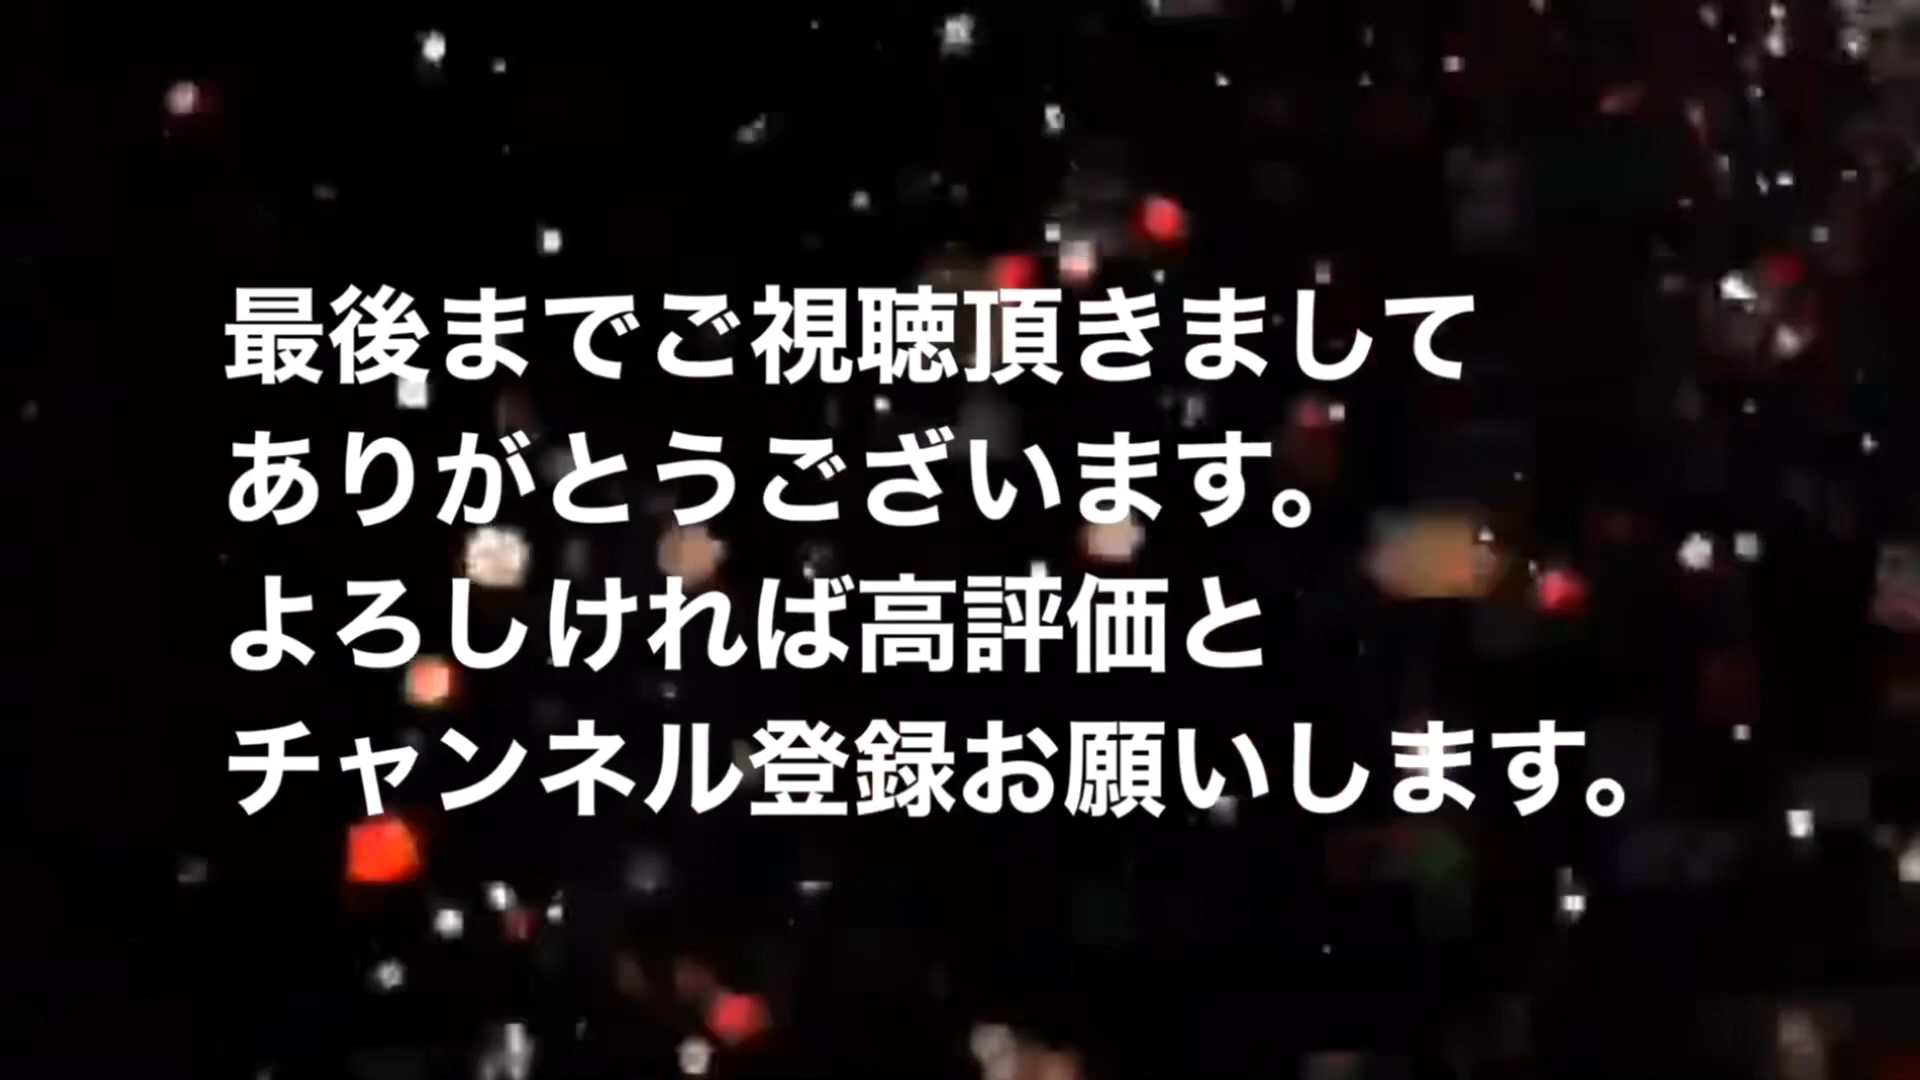 最後までご視聴頂きまして
ありがとうございます。
よろしければ高評価と
チャンネル登録お願いします。